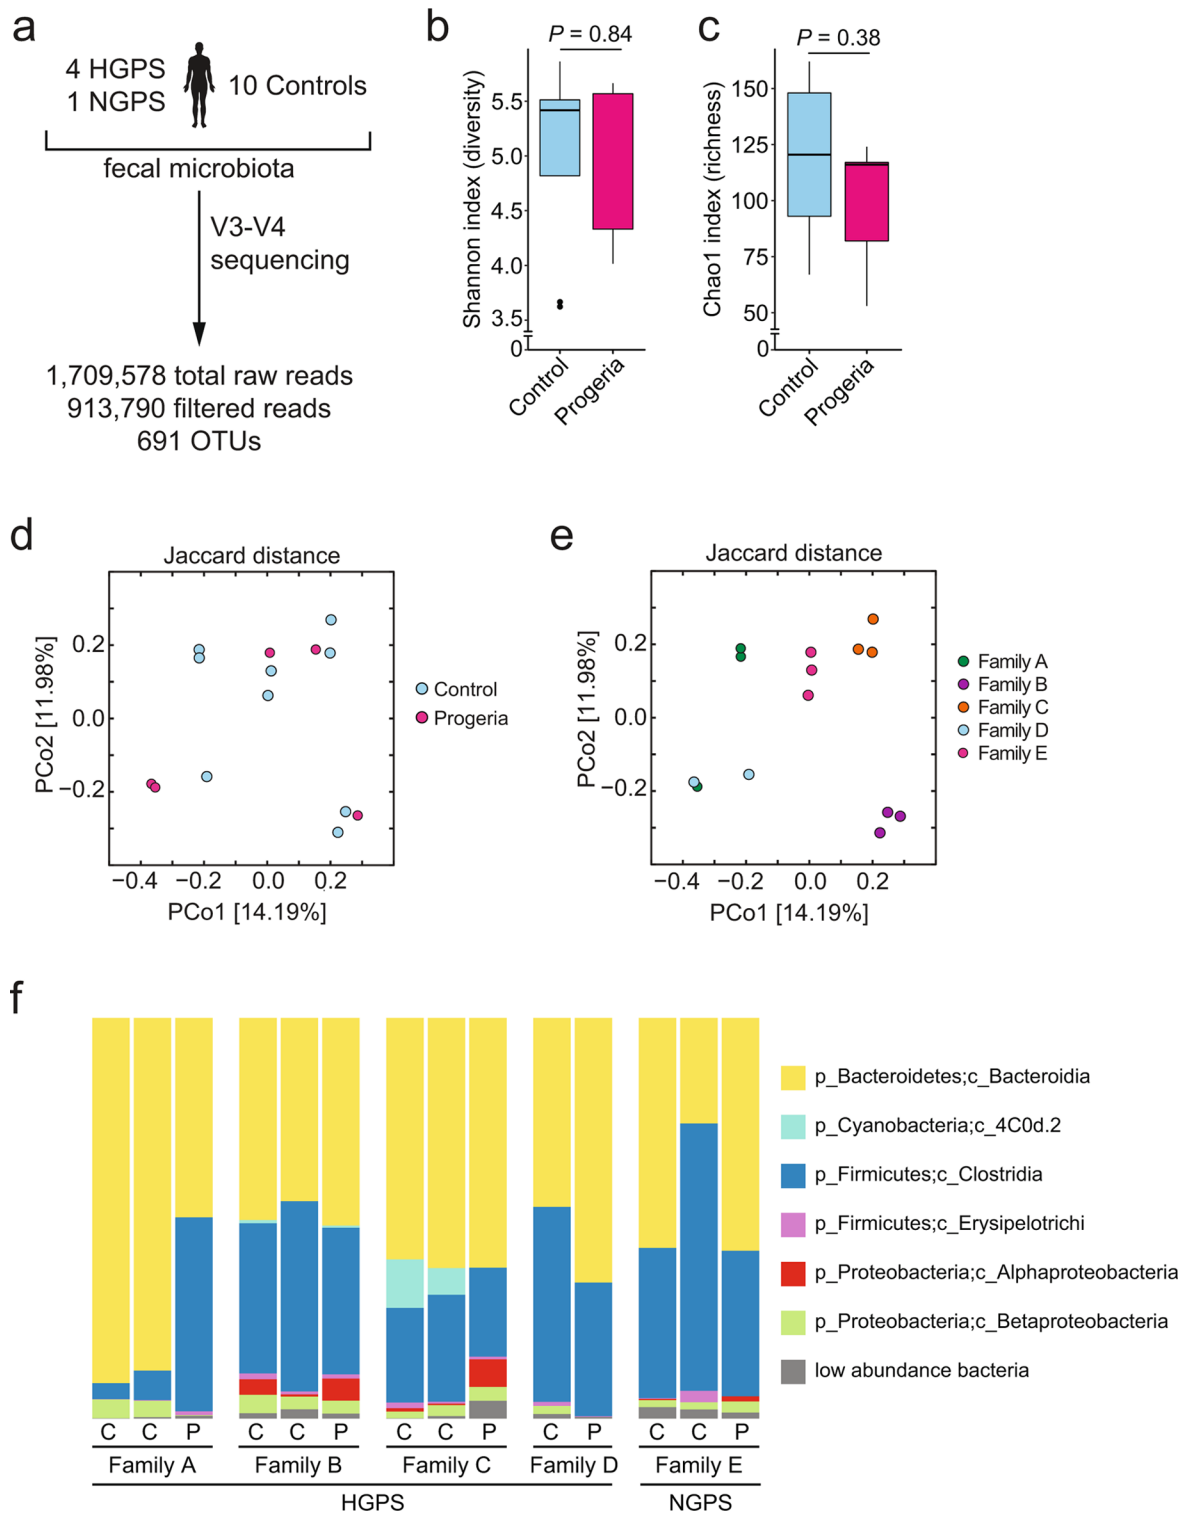 a
4 HGPS
1 NGPS
10 Controls
fecal microbiota
V3-V4
sequencing
1,709,578 total raw reads
913,790 filtered reads
691 OTUs
b
P = 0.84
Shannon index (diversity)
5.5
5.0
4.5
4.0
3.5
0
Control
Progeria
c
P = 0.38
Chao1 index (richness)
150
125
100
75
50
0
Control
Progeria
d
Jaccard distance
PCo2 [11.98%]
0.2
0.0
−0.2
−0.4 −0.2 0.0 0.2
PCo1 [14.19%]
Control
Progeria
e
Jaccard distance
PCo2 [11.98%]
0.2
0.0
−0.2
−0.4 −0.2 0.0 0.2
PCo1 [14.19%]
Family A
Family B
Family C
Family D
Family E
f
p_Bacteroidetes;c_Bacteroidia
p_Cyanobacteria;c_4C0d.2
p_Firmicutes;c_Clostridia
p_Firmicutes;c_Erysipelotrichi
p_Proteobacteria;c_Alphaproteobacteria
p_Proteobacteria;c_Betaproteobacteria
low abundance bacteria
C C P C C P C C P C P C C P
Family A Family B Family C Family D Family E
HGPS NGPS